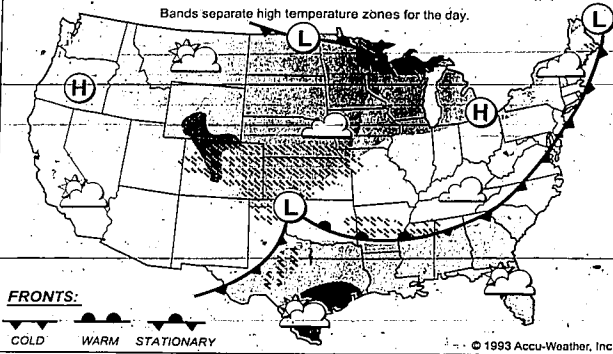 Bands separate high temperature zones for the day.
L
L
H
H
L
FRONTS:
COLD WARM STATIONARY
© 1993 Accu-Weather, Inc